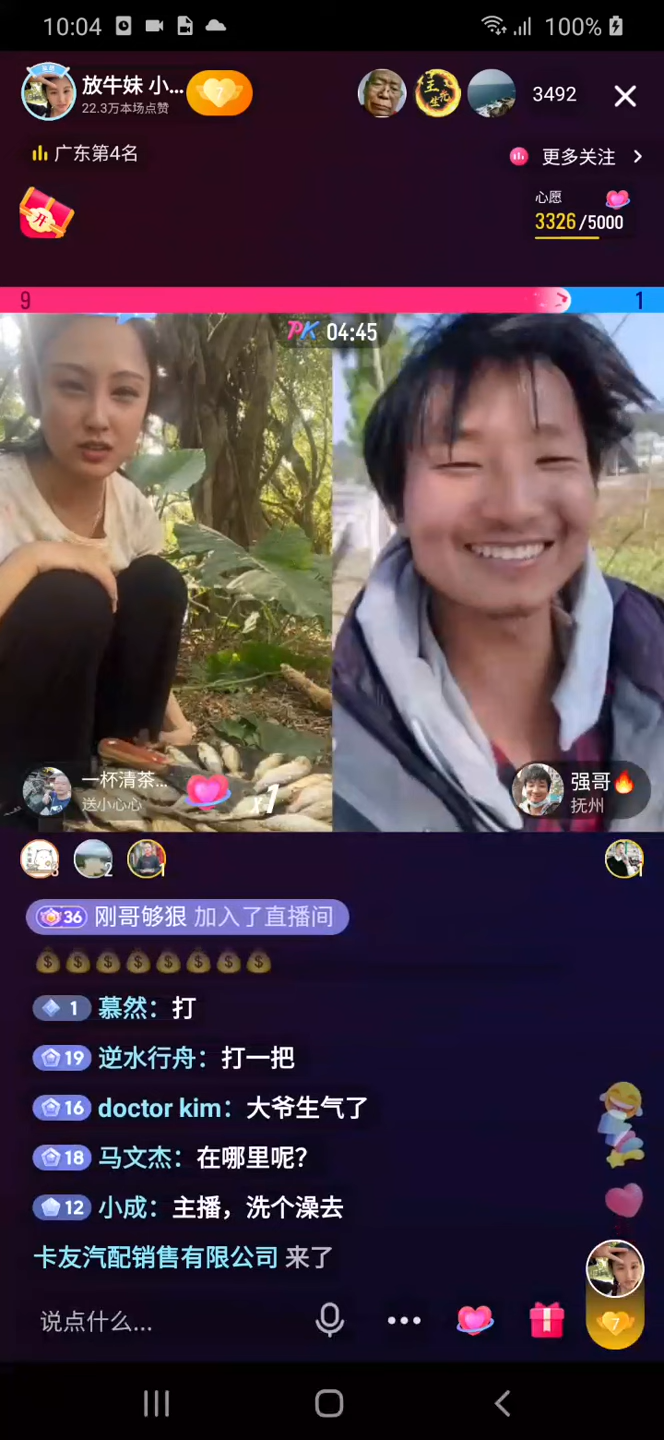 10:04
100%
放牛妹 小...
22.3万本场点赞
7
3492
广东第4名
更多关注
开
心愿
3326/5000
9
1
PK 04:45
一杯清茶...
送小心心
x1
强哥🔥
抚州
3
2
1
1
36 刚哥够狠 加入了直播间
💰💰💰💰💰💰💰💰
1 慕然：打
19 逆水行舟：打一把
16 doctor kim：大爷生气了
18 马文杰：在哪里呢？
12 小成：主播，洗个澡去
卡友汽配销售有限公司 来了
说点什么...
7